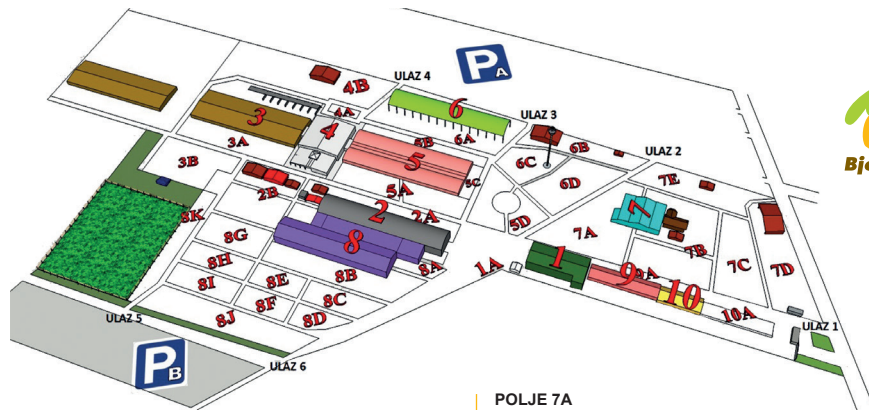 P A
ULAZ 4
4B
6
ULAZ 3
3
4A
4
6B
6A
6B
ULAZ 2
3A
5
6C
3B
5C
6D
7E
2B
5A
8K
2
2A
5D
7
7A
7B
8G
8
8H
8I
8E
8B
8A
1A
1
9
10
7C
7D
8F
8C
10A
8J
8D
ULAZ 5
ULAZ 1
P B
ULAZ 6
POLJE 7A